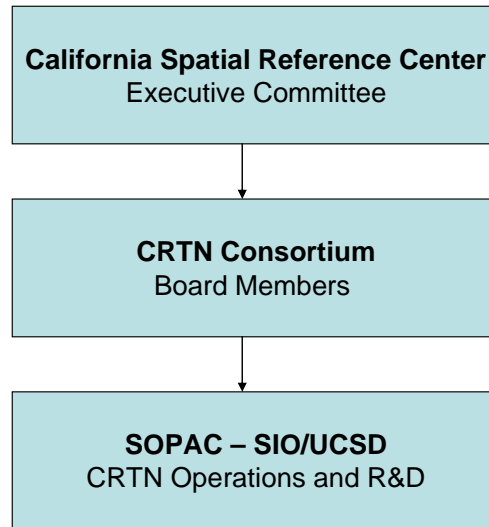 California Spatial Reference Center
Executive Committee
CRTN Consortium
Board Members
SOPAC – SIO/UCSD
CRTN Operations and R&D